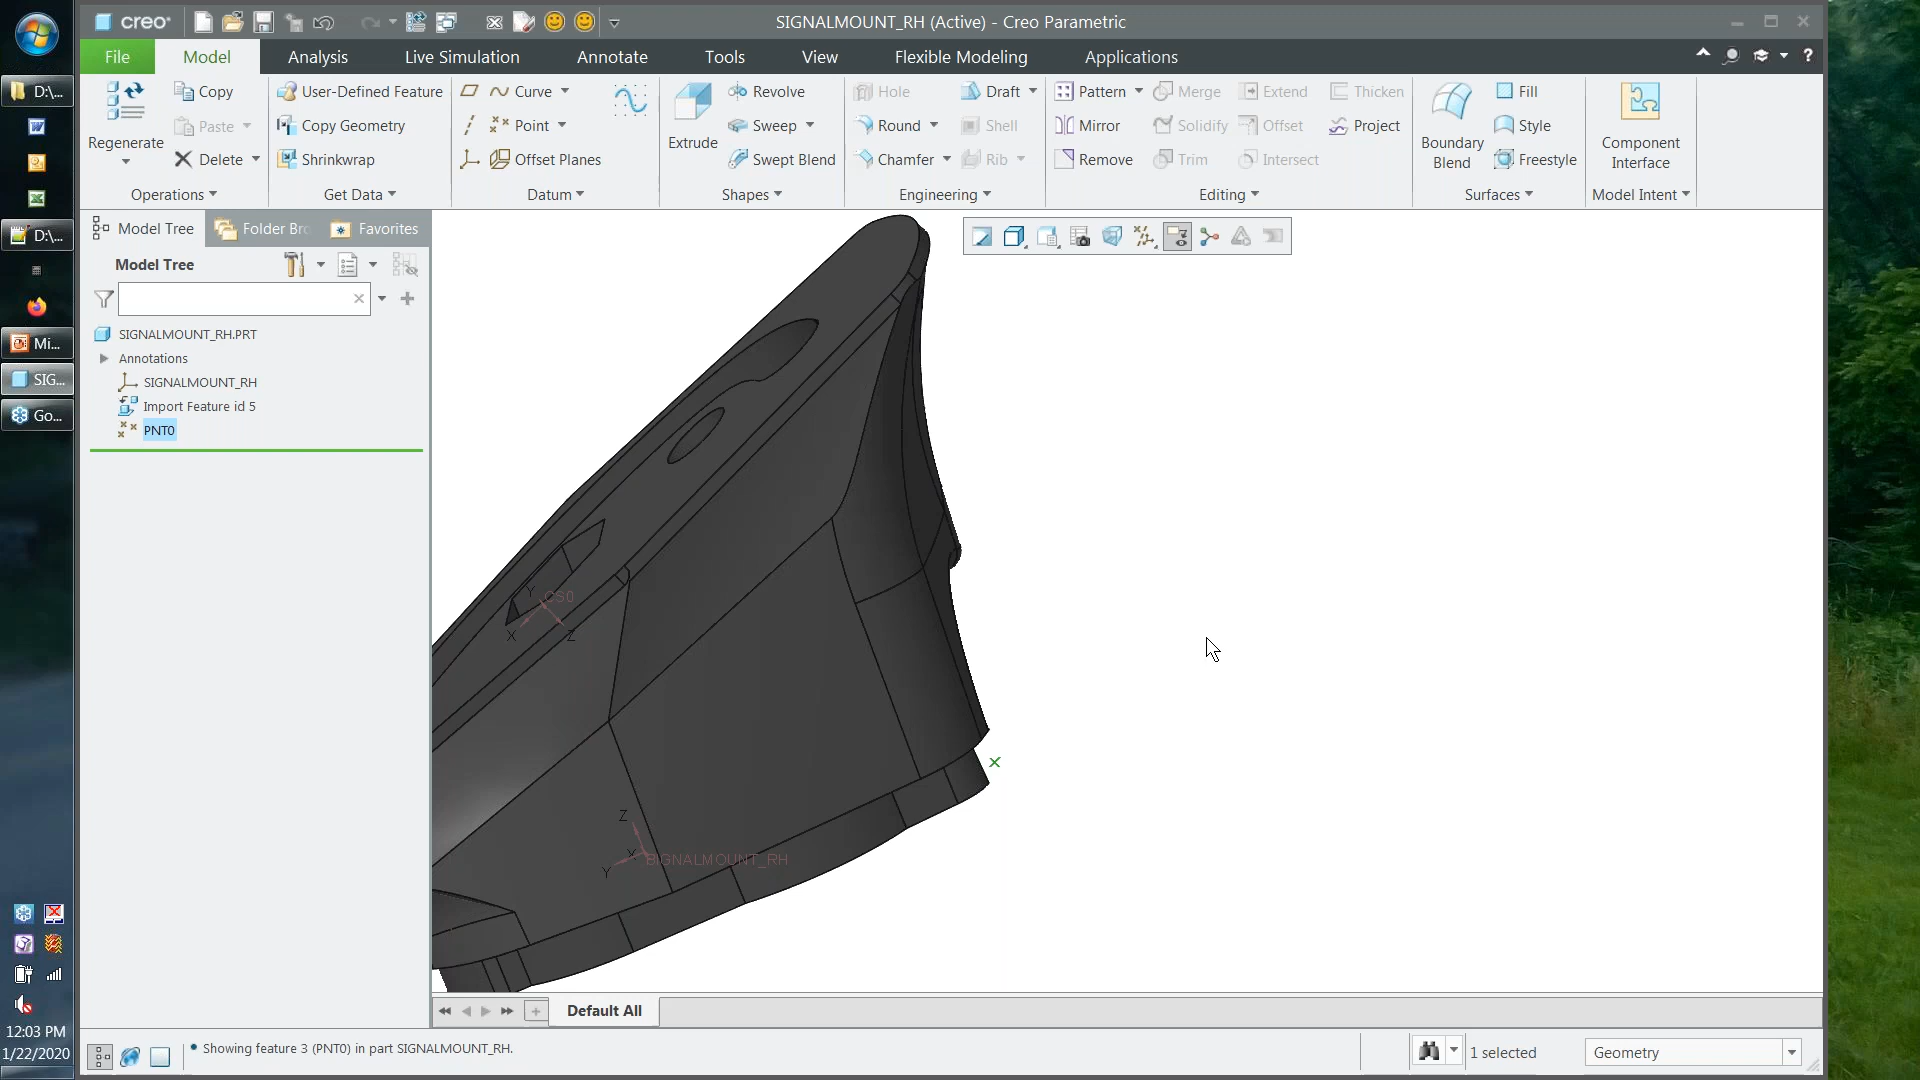 creo
SIGNALMOUNT_RH (Active) - Creo Parametric
File Model Analysis Live Simulation Annotate Tools View Flexible Modeling Applications
D:\...
D:\...
Mi...
SIG...
Go...
12:03 PM
1/22/2020
Regenerate
Copy
Paste
Delete
Operations
User-Defined Feature
Copy Geometry
Shrinkwrap
Get Data
Curve
Point
Offset Planes
Datum
Extrude
Revolve
Sweep
Swept Blend
Shapes
Hole Draft
Round Shell
Chamfer Rib
Engineering
Pattern Merge Extend Thicken
Mirror Solidify Offset Project
Remove Trim Intersect
Editing
Boundary Blend
Fill
Style
Freestyle
Surfaces
Component Interface
Model Intent
Model Tree Folder Bro Favorites
Model Tree
SIGNALMOUNT_RH.PRT
Annotations
SIGNALMOUNT_RH
Import Feature id 5
PNT0
Y CS0
X Z
Z
X SIGNALMOUNT_RH
Y
Default All
Showing feature 3 (PNT0) in part SIGNALMOUNT_RH.
1 selected
Geometry